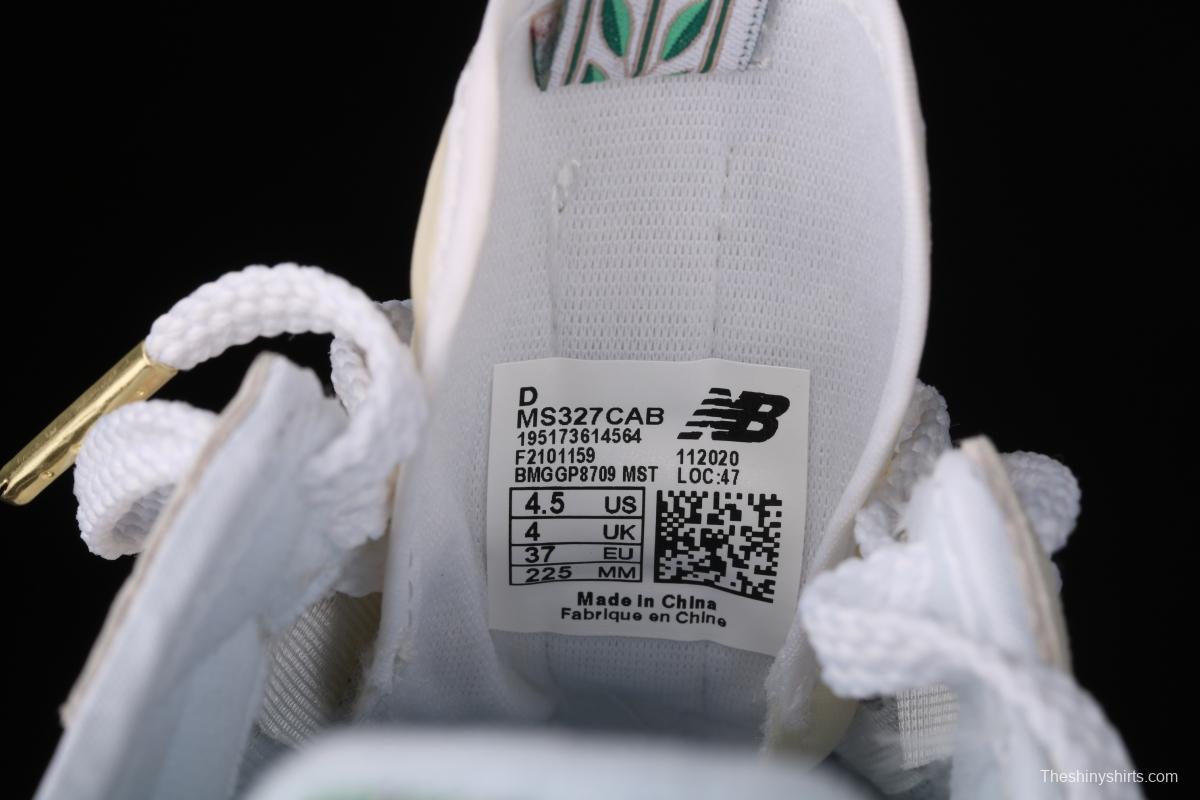 D
MS327CAB
195173614564
F2101159
BMGGP8709 MST
NB
112020
LOC:47
4.5 US
4 UK
37 EU
225 MM
Made in China
Fabrique en Chine
Theshinyshirts.com